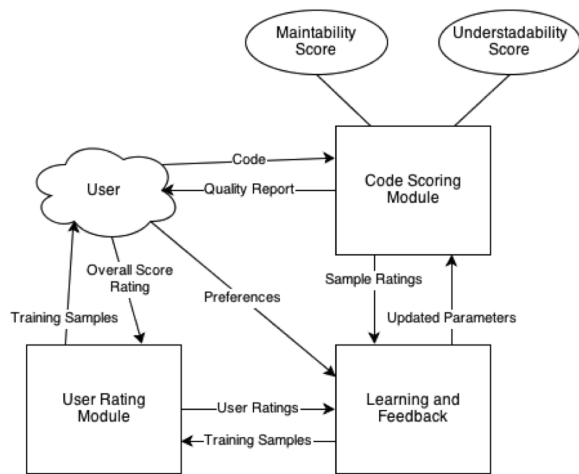 Maintability
Score
Understadability
Score
Code
User
Quality Report
Code Scoring
Module
Overall Score
Rating
Sample Ratings
Preferences
Training Samples
Updated Parameters
User Rating
Module
User Ratings
Learning and
Feedback
Training Samples